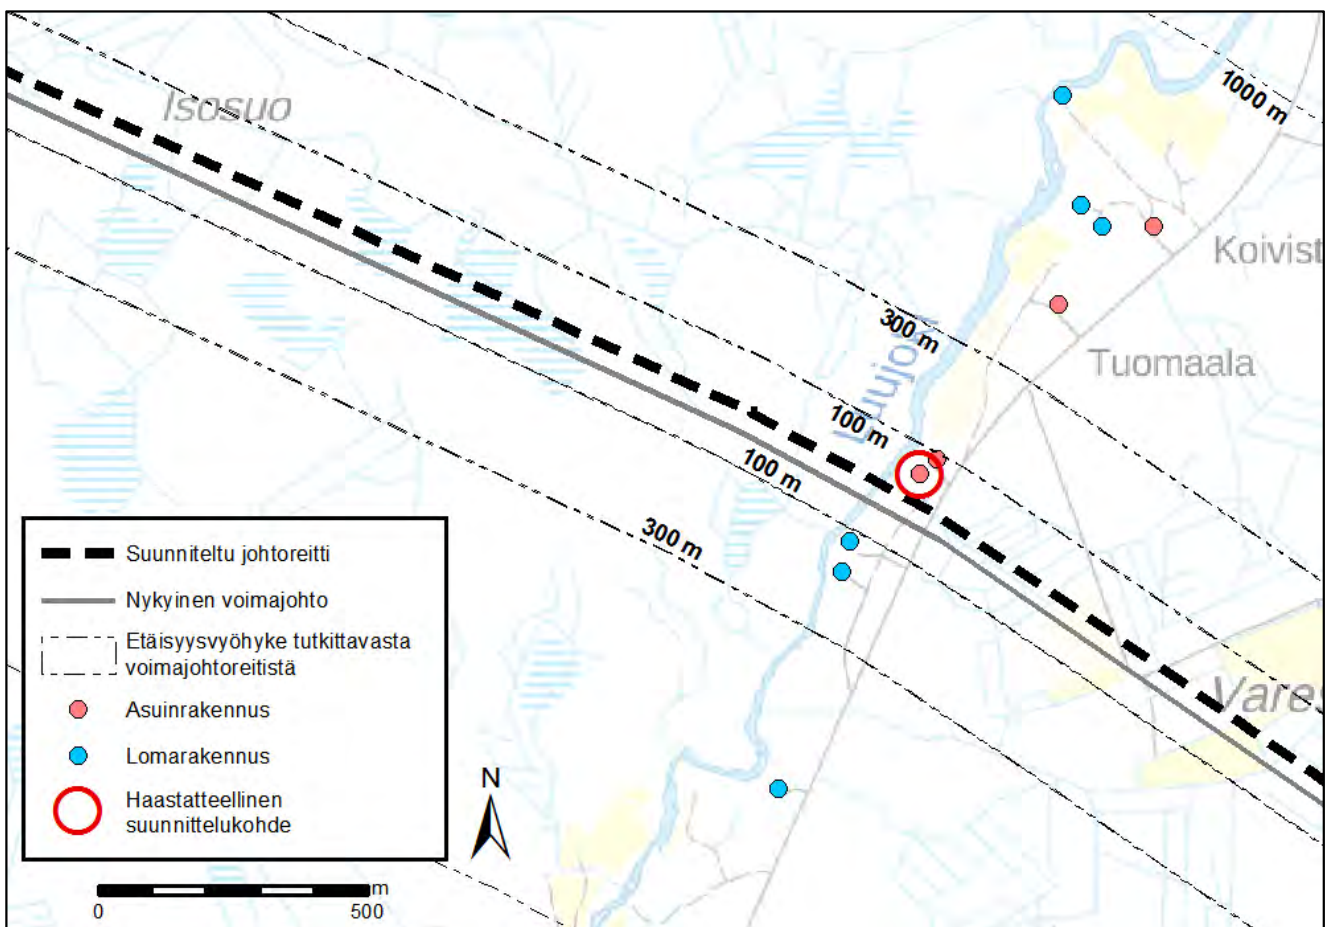 Isosuo
1000 m
Koivist
300 m
Tuomaala
100 m
100 m
300 m
Vares
Suunniteltu johtoreitti
Nykyinen voimajohto
Etäisyysvyöhyke tutkittavasta
voimajohtoreitistä
Asuinrakennus
Lomarakennus
Haastatteellinen
suunnittelukohde
N
m
0 500